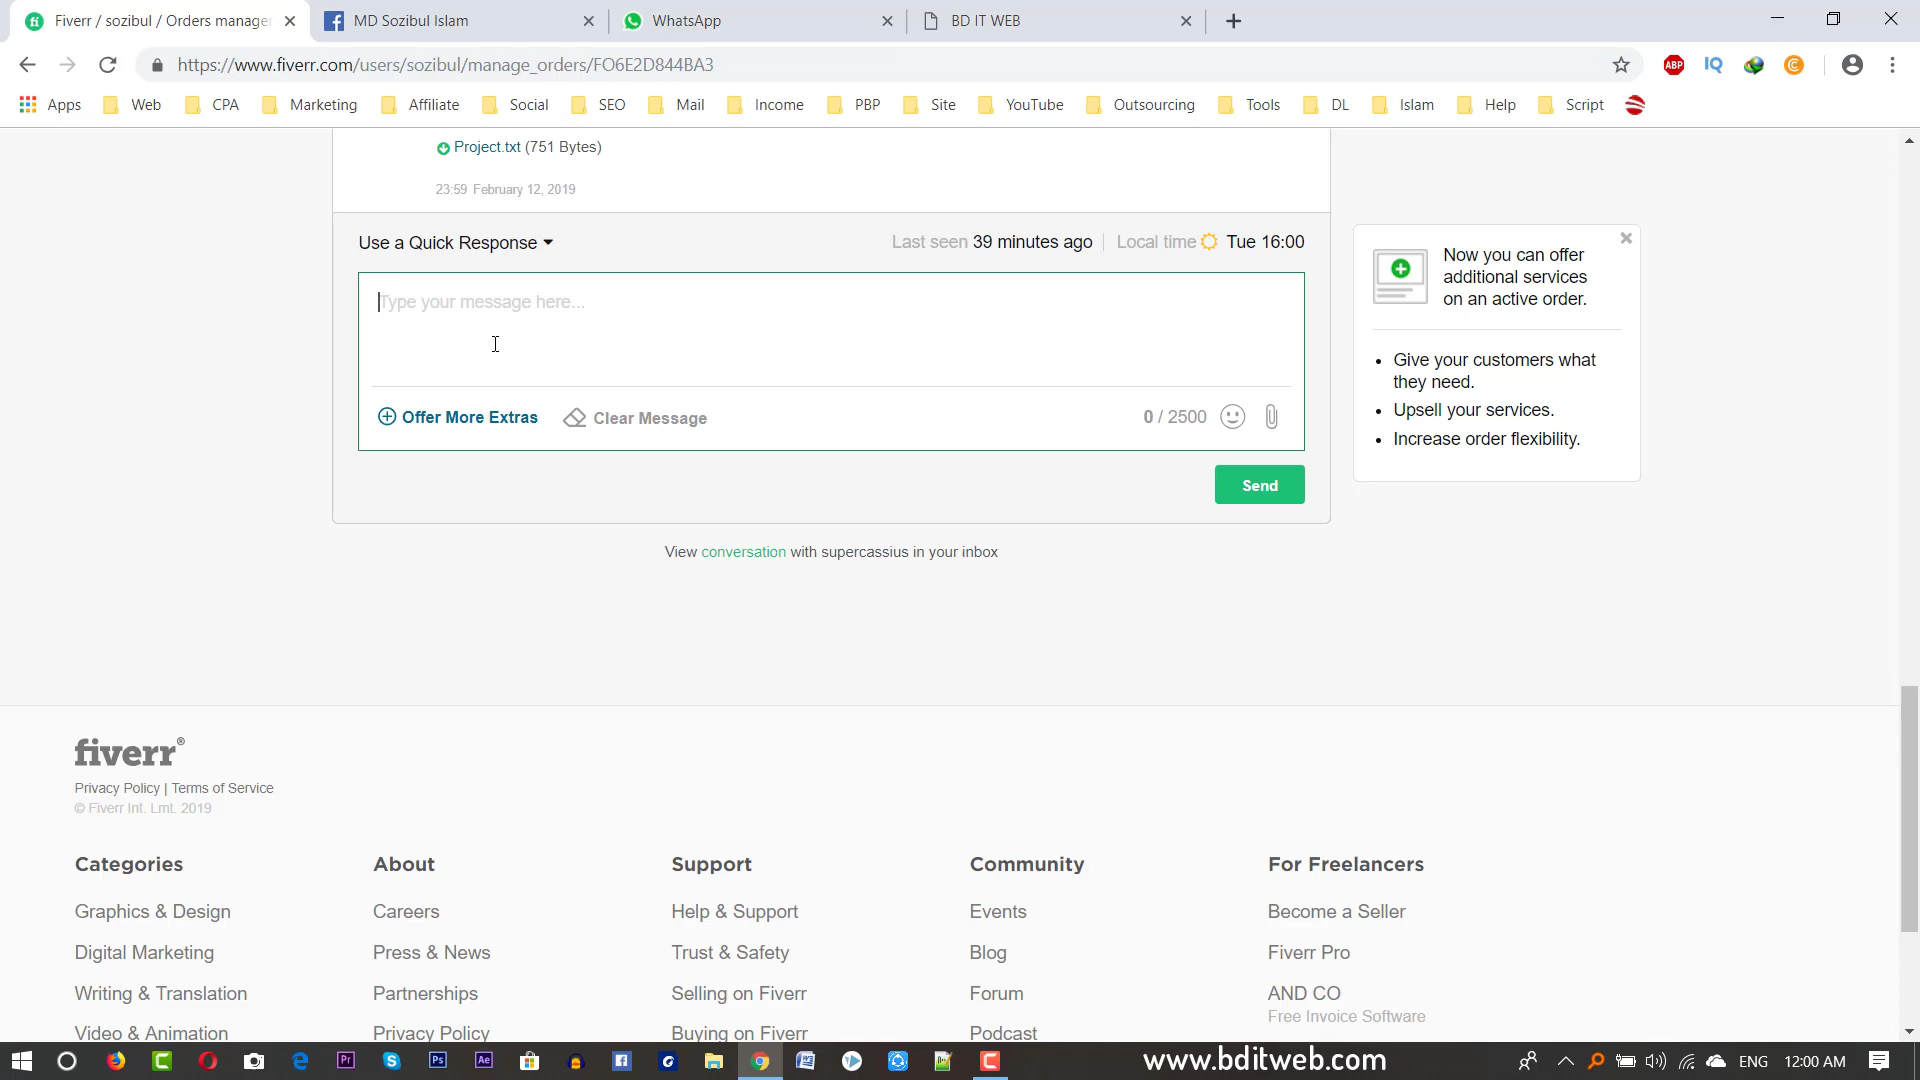 Fiverr / sozibul / Orders manage
MD Sozibul Islam
WhatsApp
BD IT WEB
https://www.fiverr.com/users/sozibul/manage_orders/FO6E2D844BA3
ABP
IQ
Apps
Web
CPA
Marketing
Affiliate
Social
SEO
Mail
Income
PBP
Site
YouTube
Outsourcing
Tools
DL
Islam
Help
Script
Project.txt (751 Bytes)
23:59 February 12, 2019
Use a Quick Response
Last seen 39 minutes ago
Local time Tue 16:00
Type your message here...
Offer More Extras
Clear Message
0 / 2500
Send
View conversation with supercassius in your inbox
Now you can offer
additional services
on an active order.
Give your customers what
they need.
Upsell your services.
Increase order flexibility.
fiverr®
Privacy Policy | Terms of Service
© Fiverr Int. Lmt. 2019
Categories
Graphics & Design
Digital Marketing
Writing & Translation
Video & Animation
About
Careers
Press & News
Partnerships
Privacy Policy
Support
Help & Support
Trust & Safety
Selling on Fiverr
Buying on Fiverr
Community
Events
Blog
Forum
Podcast
For Freelancers
Become a Seller
Fiverr Pro
AND CO
Free Invoice Software
Pr
Ps
Ae
www.bditweb.com
ENG
12:00 AM